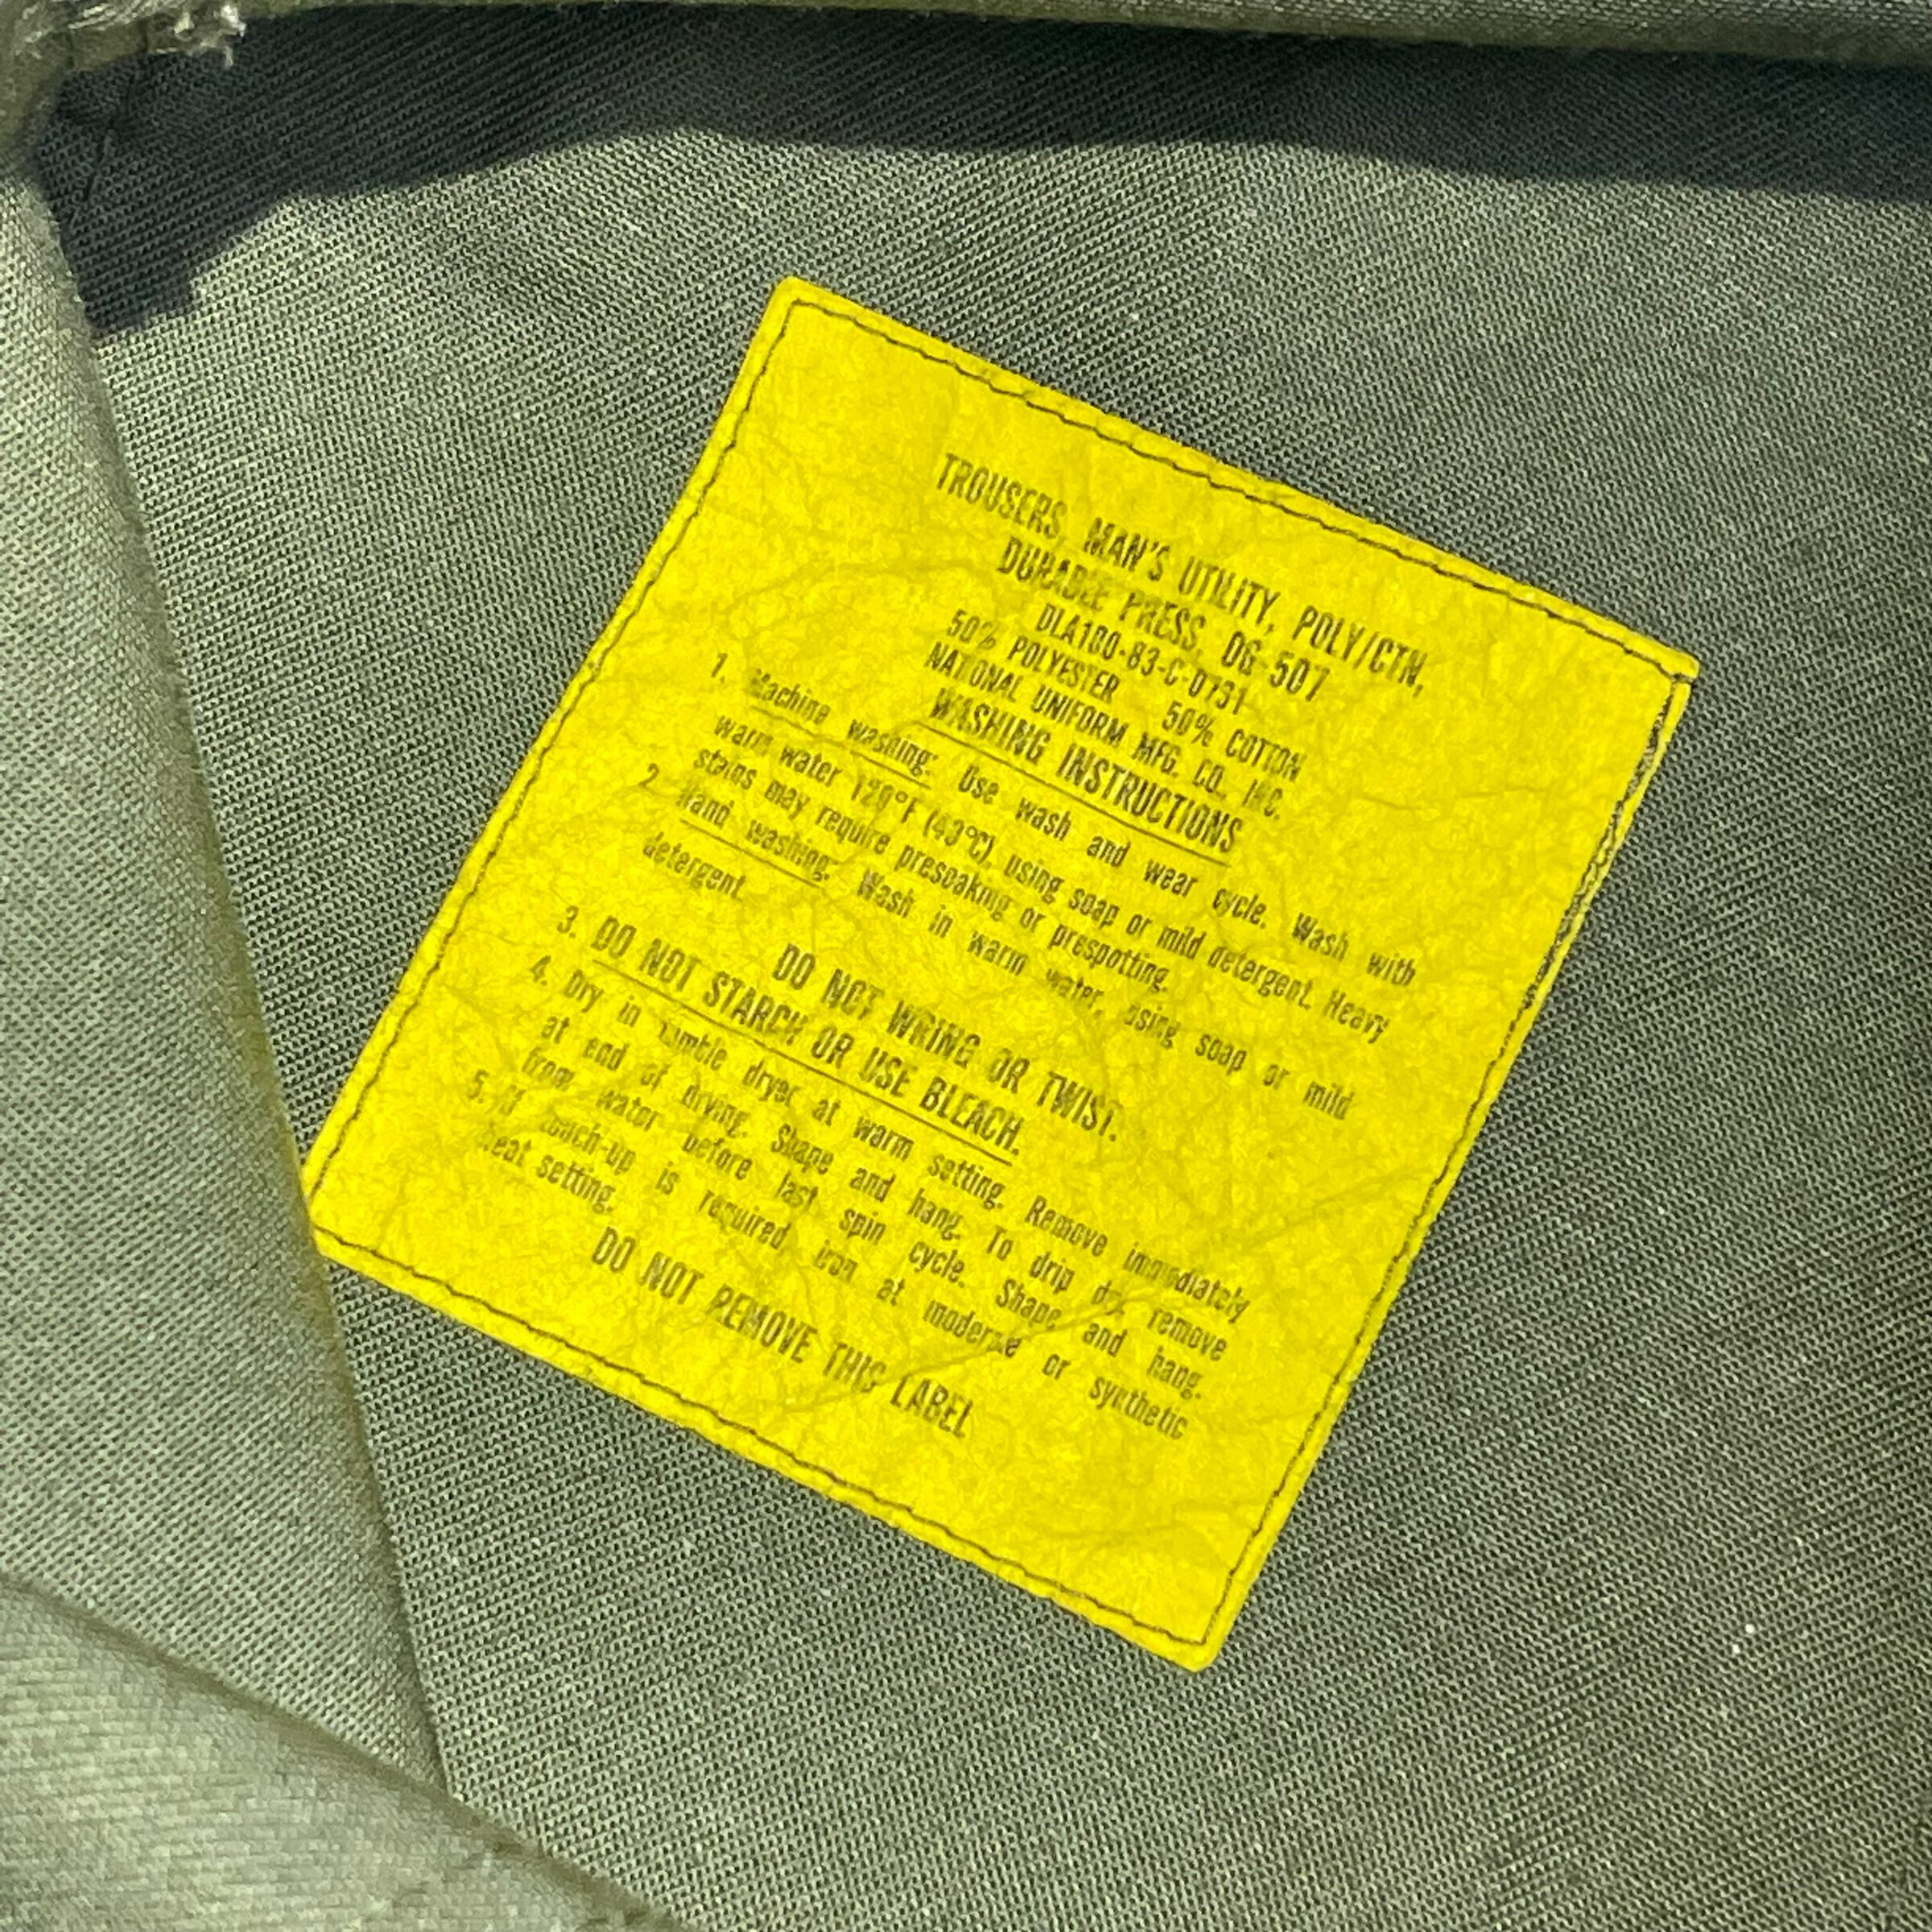 TROUSERS, MAN'S UTILITY, POLY/CTN,
DURABLE PRESS, OG-507
DLA100-83-C-0731
50% POLYESTER 50% COTTON
NATIONAL UNIFORM MFG. CO., INC.
WASHING INSTRUCTIONS
1. Machine washing: Use wash and wear cycle. Wash with
warm water 120°F (49°C) using soap or mild detergent. Heavy
stains may require presoaking or prespotting.
2. Hand washing: Wash in warm water, using soap or mild
detergent.
DO NOT WRING OR TWIST.
3. DO NOT STARCH OR USE BLEACH.
4. Dry in tumble dryer at warm setting. Remove immediately
at end of drying. Shape and hang. To drip dry, remove
from water before last spin cycle. Shape and hang.
5. If touch-up is required, iron at moderate or synthetic
heat setting.
DO NOT REMOVE THIS LABEL